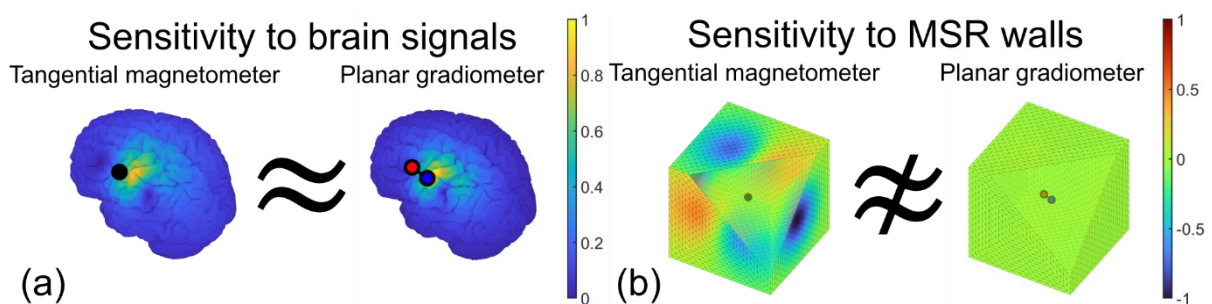 Sensitivity to brain signals
Tangential magnetometer
Planar gradiometer
≈
1
0.8
0.6
0.4
0.2
0
(a)
Sensitivity to MSR walls
Tangential magnetometer
Planar gradiometer
≉
1
0.5
0
-0.5
-1
(b)